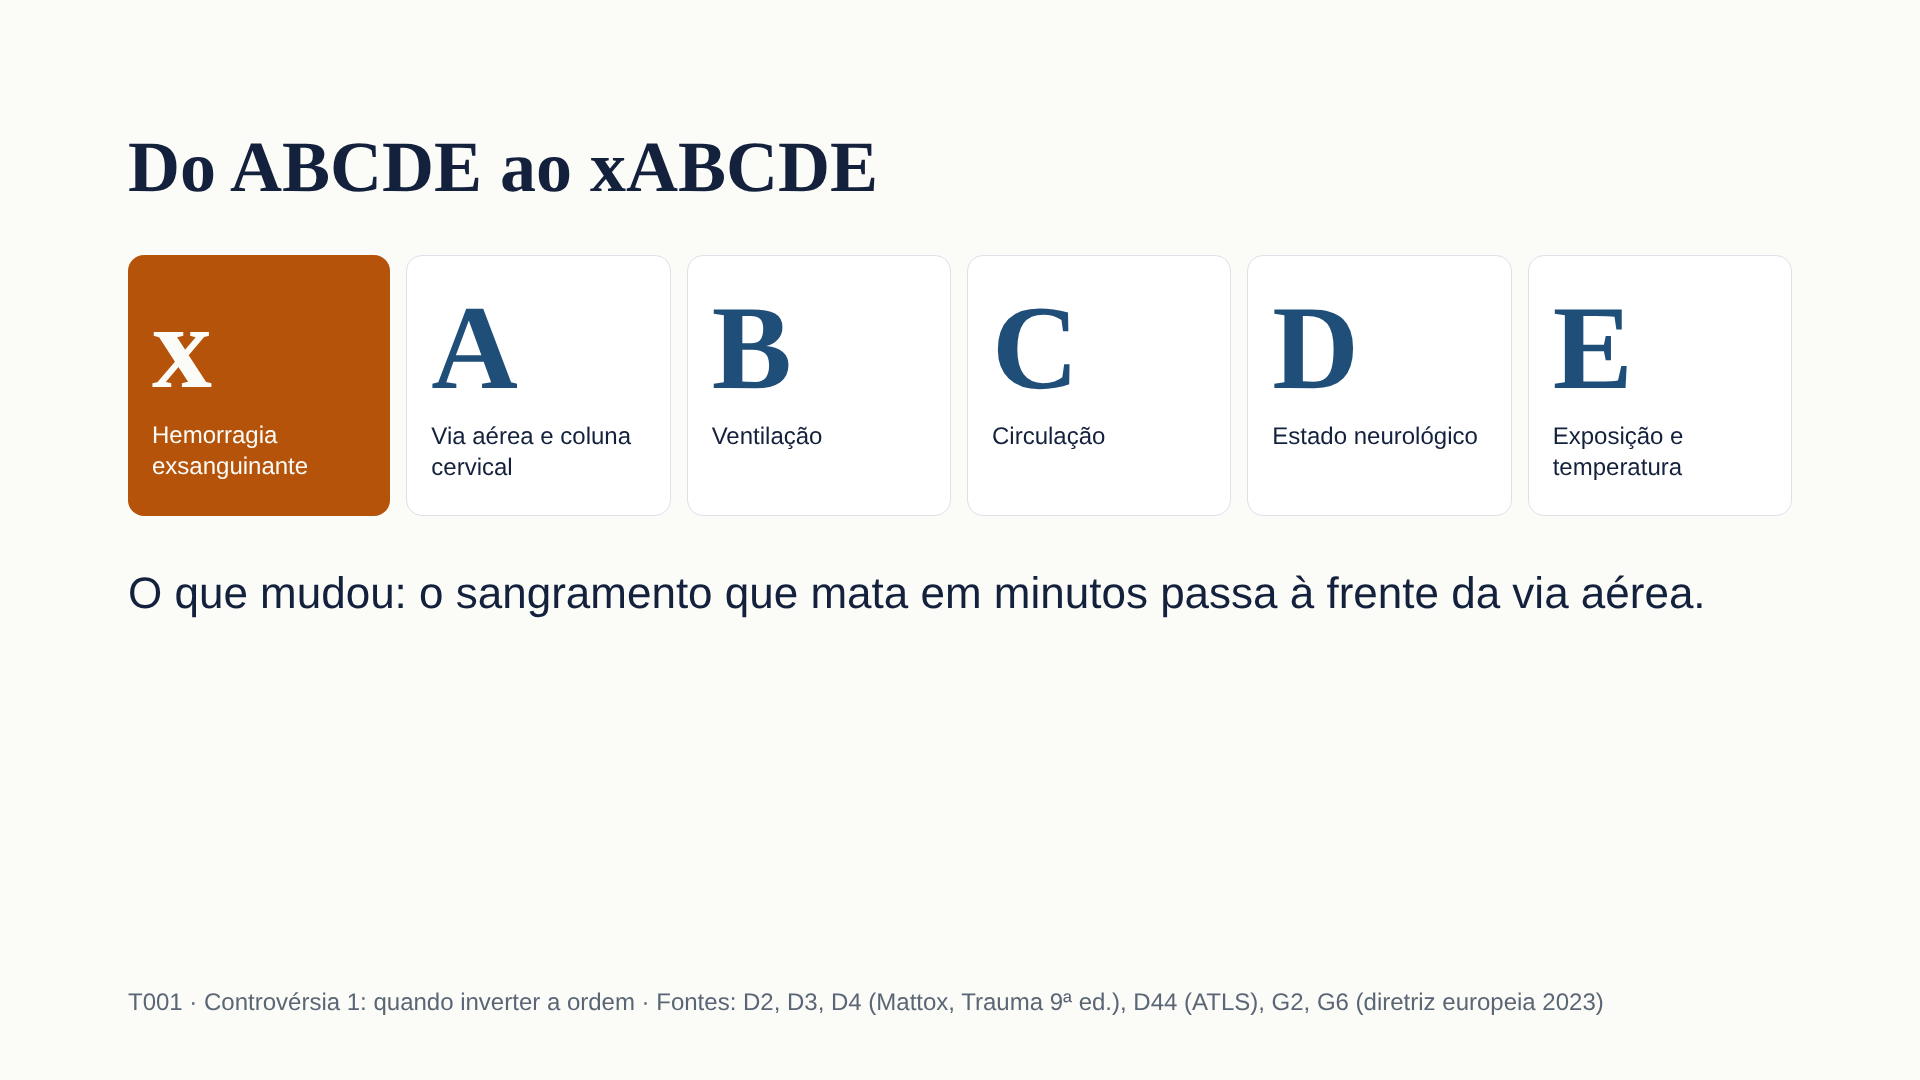 Do ABCDE ao xABCDE
x
Hemorragia
exsanguinante
A
Via aérea e coluna
cervical
B
Ventilação
C
Circulação
D
Estado neurológico
E
Exposição e
temperatura
O que mudou: o sangramento que mata em minutos passa à frente da via aérea.
T001 · Controvérsia 1: quando inverter a ordem · Fontes: D2, D3, D4 (Mattox, Trauma 9ª ed.), D44 (ATLS), G2, G6 (diretriz europeia 2023)